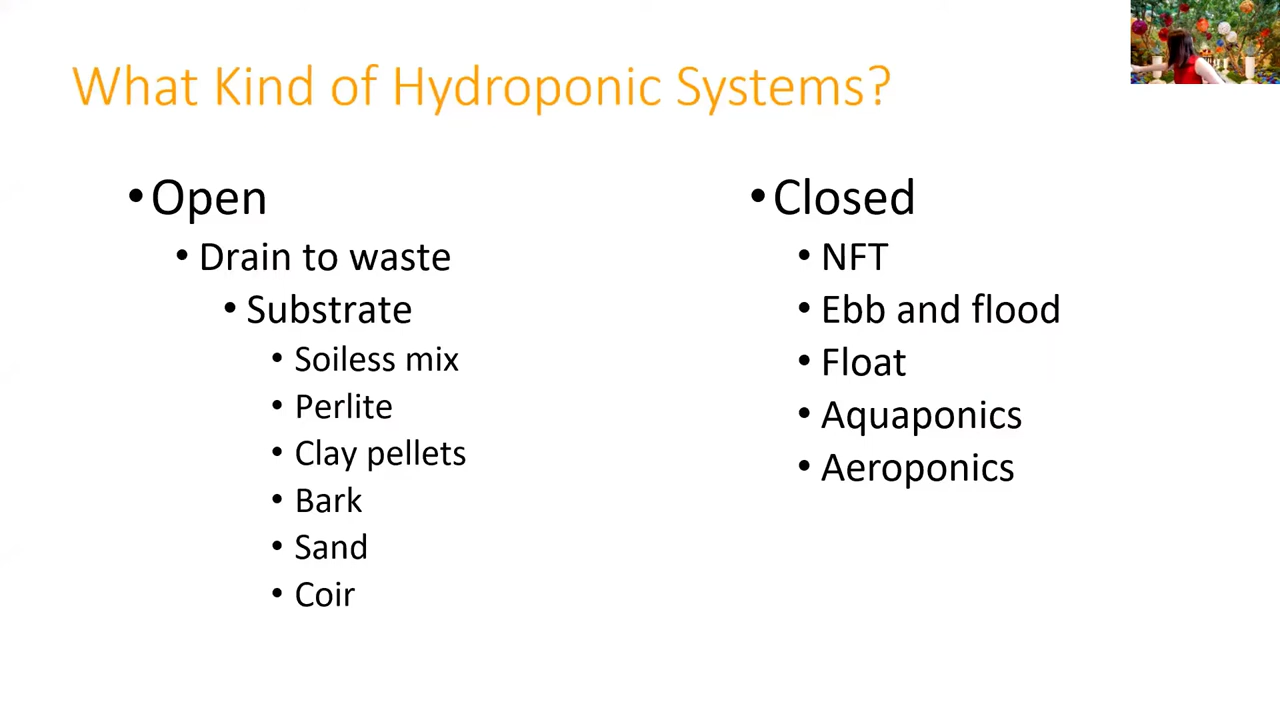 What Kind of Hydroponic Systems?
•Open
• Drain to waste
• Substrate
• Soiless mix
• Perlite
• Clay pellets
• Bark
• Sand
• Coir
•Closed
• NFT
• Ebb and flood
• Float
• Aquaponics
• Aeroponics